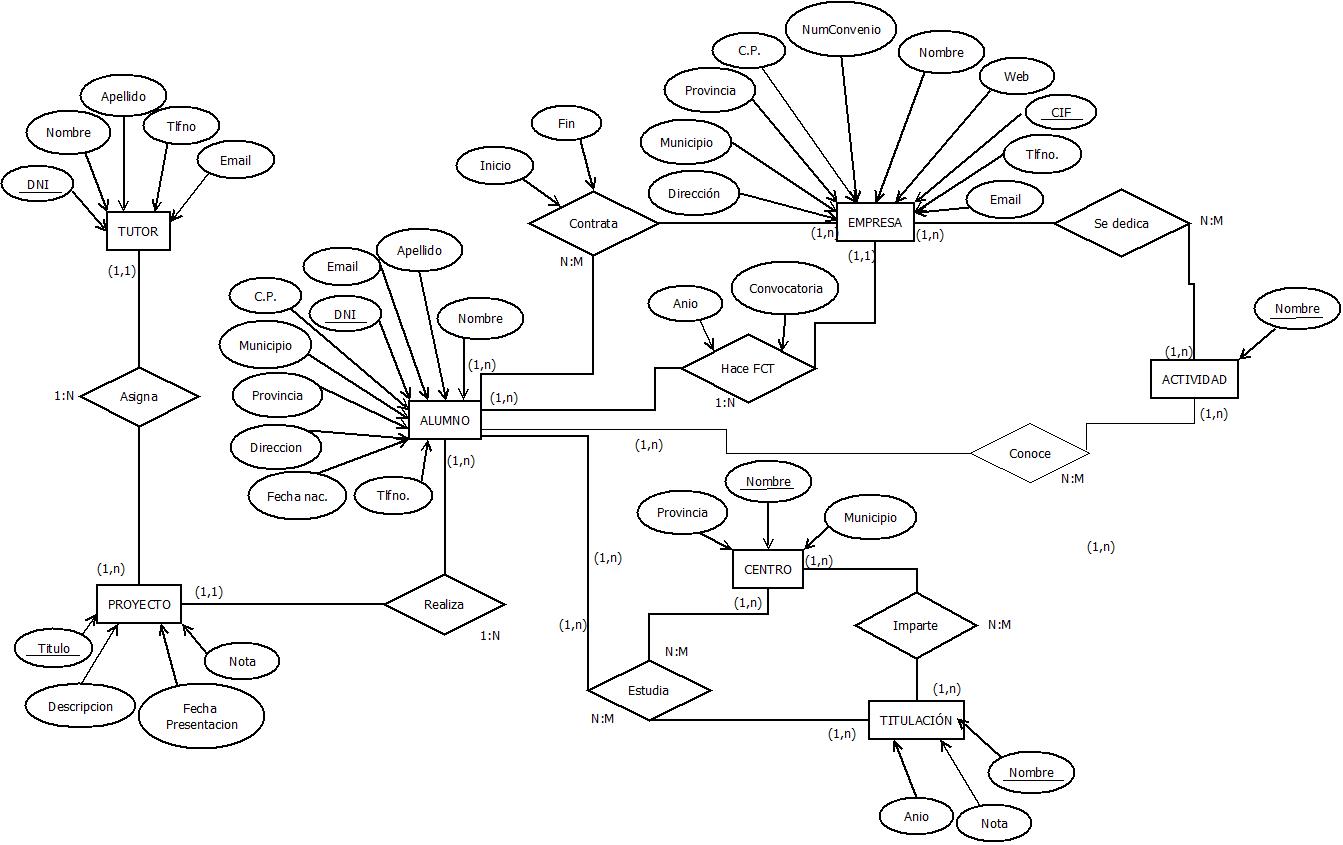 NumConvenio
C.P.
Nombre
Web
Provincia
CIF
Municipio
Tlfno.
Dirección
Email
EMPRESA
(1,n)
(1,n)
(1,1)
Apellido
Nombre
Tlfno
DNI
Email
TUTOR
(1,1)
Fin
Inicio
Contrata
N:M
Se dedica
N:M
Apellido
Email
C.P.
DNI
Nombre
Municipio
Provincia
Direccion
Fecha nac.
Tlfno.
ALUMNO
(1,n)
(1,n)
(1,n)
(1,n)
Anio
Convocatoria
Hace FCT
1:N
Nombre
(1,n)
ACTIVIDAD
(1,n)
1:N
Asigna
Conoce
N:M
Nombre
Provincia
Municipio
CENTRO
(1,n)
(1,n)
(1,n)
(1,n)
(1,n)
(1,n)
(1,1)
PROYECTO
Realiza
1:N
Titulo
Nota
Descripcion
Fecha
Presentacion
Imparte
N:M
N:M
Estudia
N:M
(1,n)
(1,n)
TITULACIÓN
Nombre
Anio
Nota